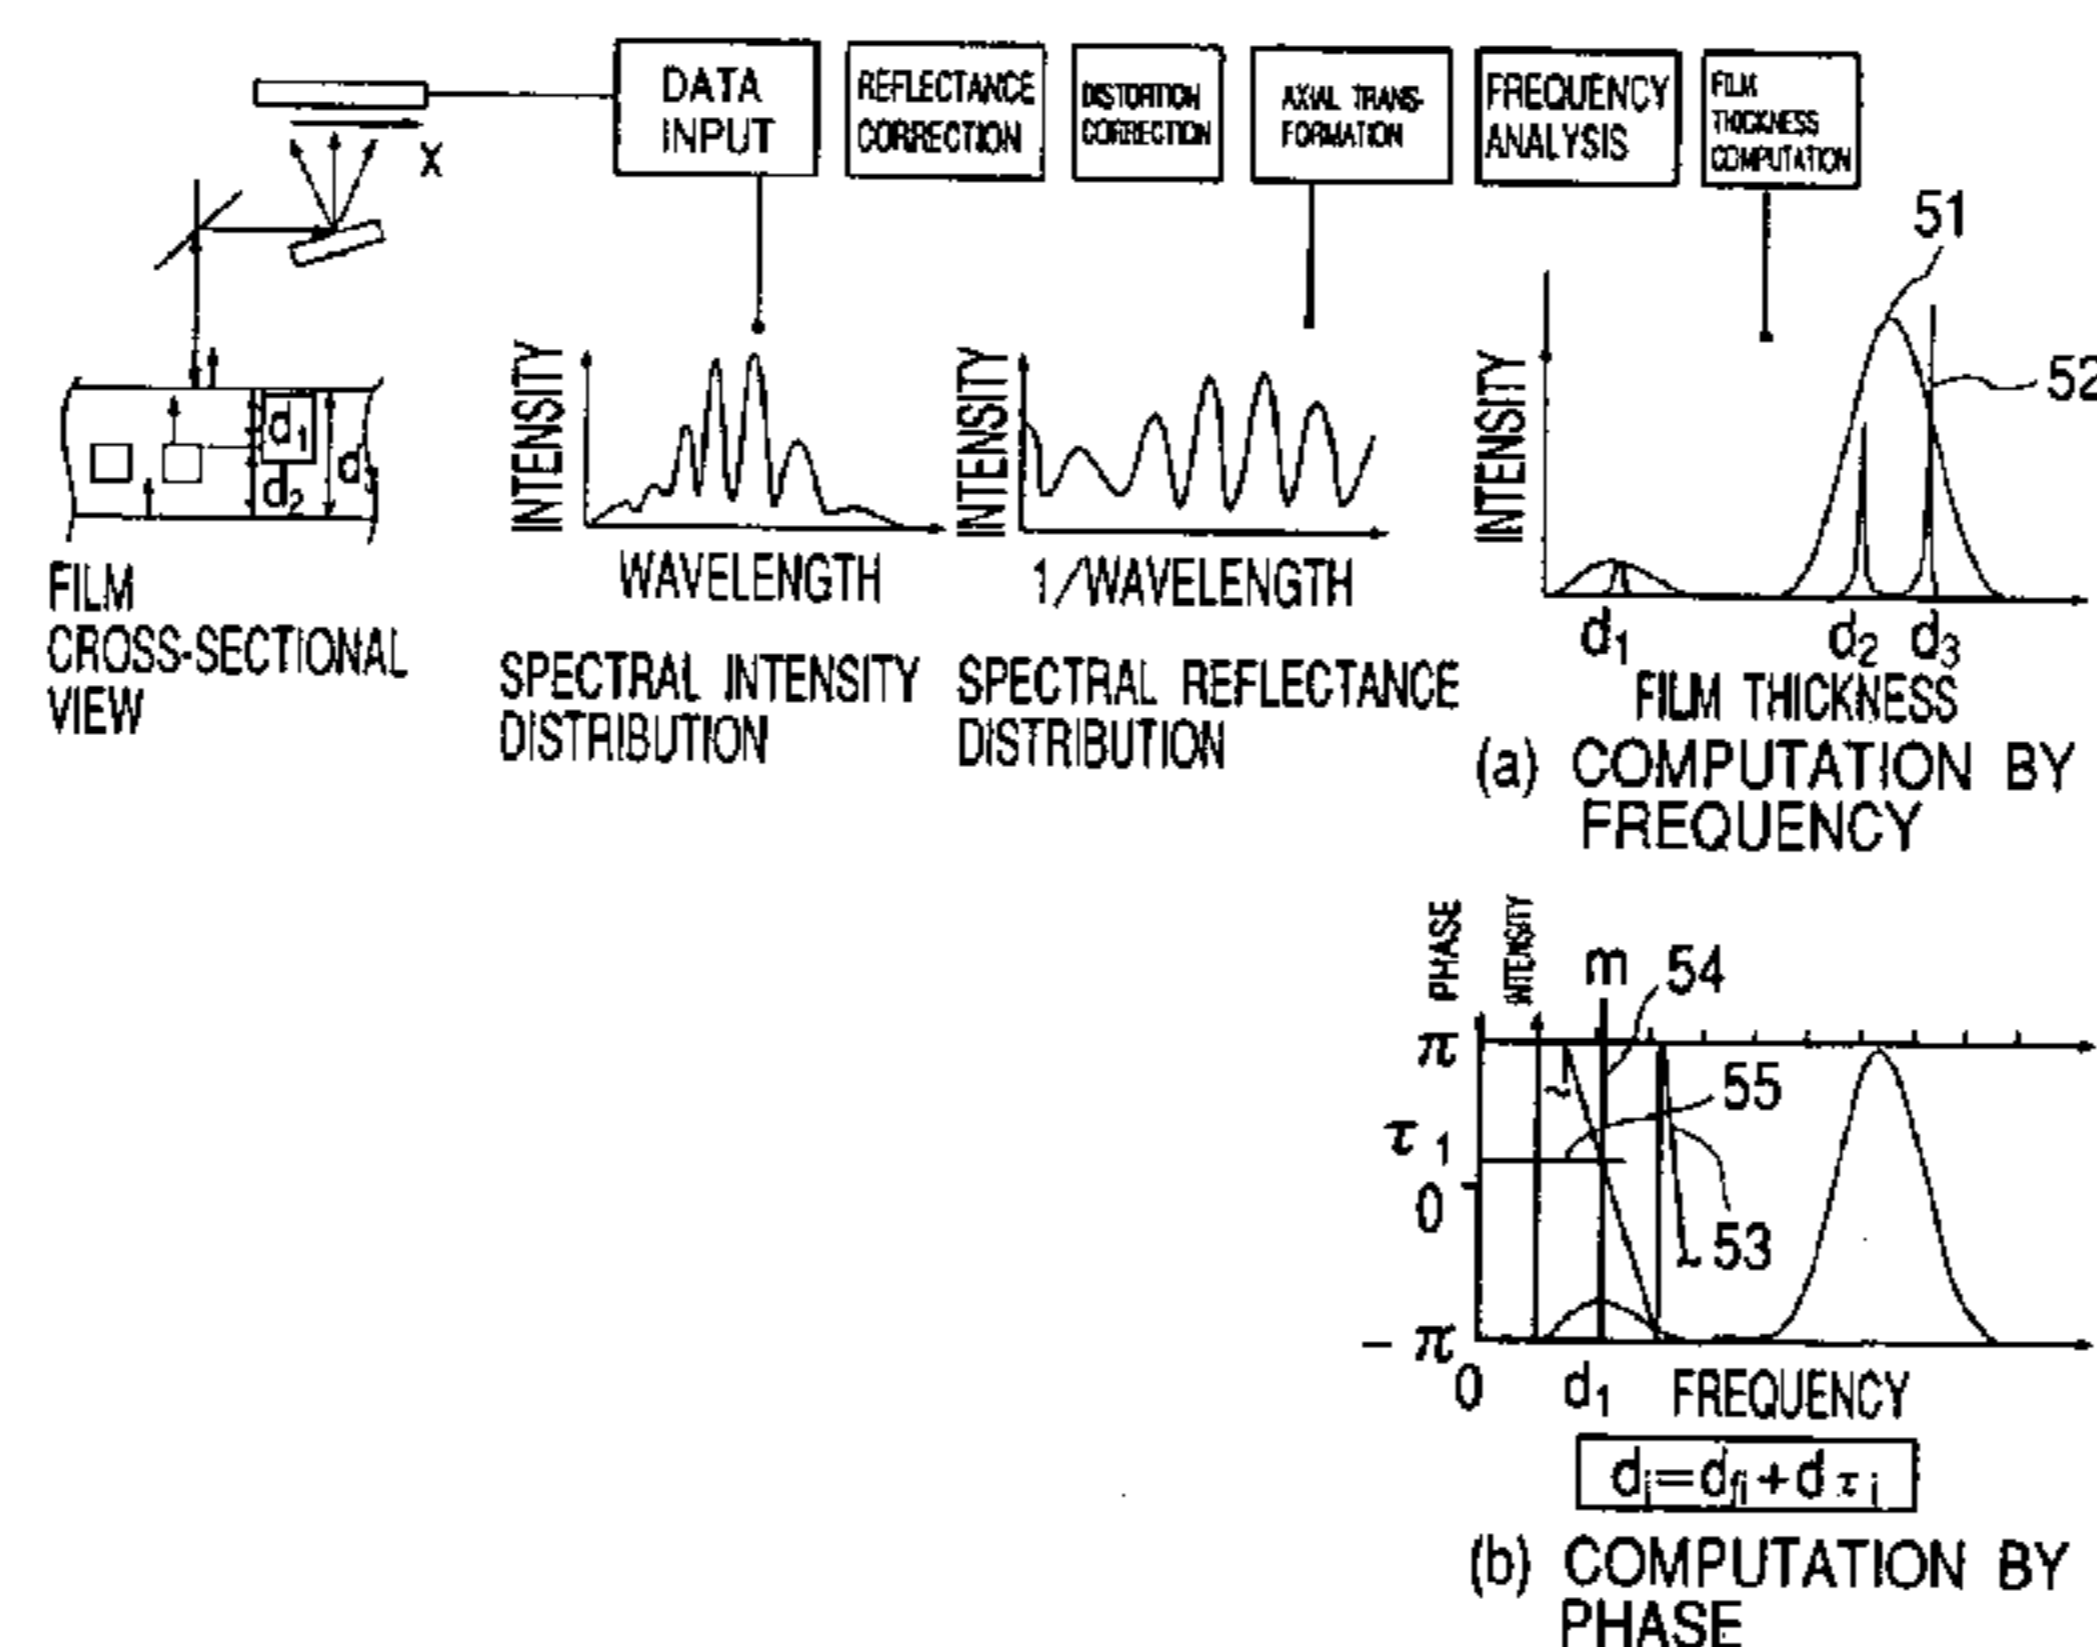 DATA
INPUT
REFLECTANCE
CORRECTION
DISTORTION
CORRECTION
AXIAL TRANS-
FORMATION
FREQUENCY
ANALYSIS
FILM
THICKNESS
COMPUTATION
X
d1
d2
d3
FILM
CROSS-SECTIONAL
VIEW
INTENSITY
WAVELENGTH
SPECTRAL INTENSITY
DISTRIBUTION
INTENSITY
1/WAVELENGTH
SPECTRAL REFLECTANCE
DISTRIBUTION
51
52
INTENSITY
d1 d2 d3
FILM THICKNESS
(a) COMPUTATION BY
FREQUENCY
PHASE
INTENSITY
m
54
π
55
τ1
0
53
-π
0
d1
FREQUENCY
di=dfi+dτi
(b) COMPUTATION BY
PHASE